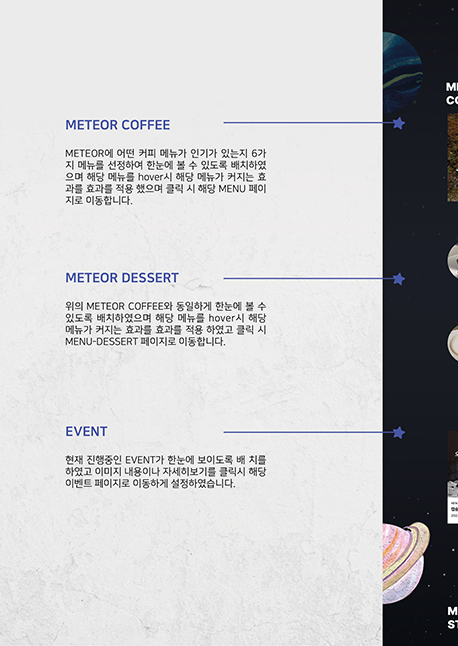 METEOR COFFEE
METEOR에 어떤 커피 메뉴가 인기가 있는지 6가
지 메뉴를 선정하여 한눈에 볼 수 있도록 배치하였
으며 해당 메뉴를 hover시 해당 메뉴가 커지는 효
과를 효과를 적용 했으며 클릭 시 해당 MENU 페이
지로 이동합니다.
METEOR DESSERT
위의 METEOR COFFEE와 동일하게 한눈에 볼 수
있도록 배치하였으며 해당 메뉴를 hover시 해당
메뉴가 커지는 효과를 효과를 적용 하였고 클릭 시
MENU-DESSERT 페이지로 이동합니다.
EVENT
현재 진행중인 EVENT가 한눈에 보이도록 배 치를
하였고 이미지 내용이나 자세히보기를 클릭시 해당
이벤트 페이지로 이동하게 설정하였습니다.
ME
CO
M
ST